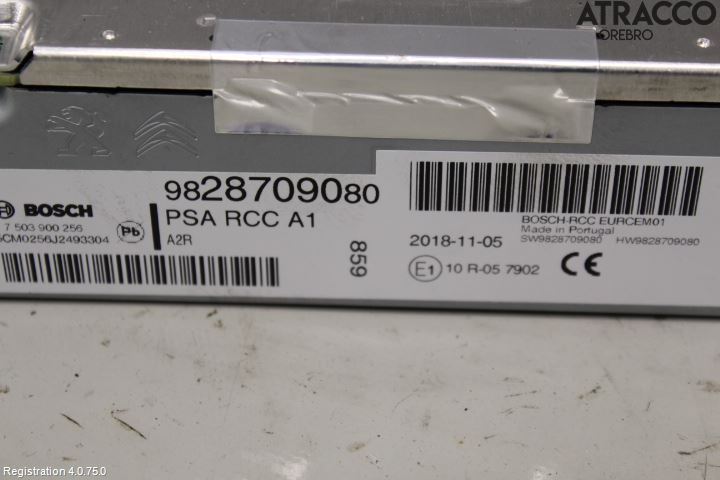 ATRACCO
ÖREBRO
BOSCH
9828709080
7 503 900 256
PSA RCC A1
Pb
A2R
859
BOSCH-RCC EURCEM01
Made in Portugal
2018-11-05
SW9828709080 HW9828709080
E1 10 R-05 7902
CE
Registration 4.0.75.0